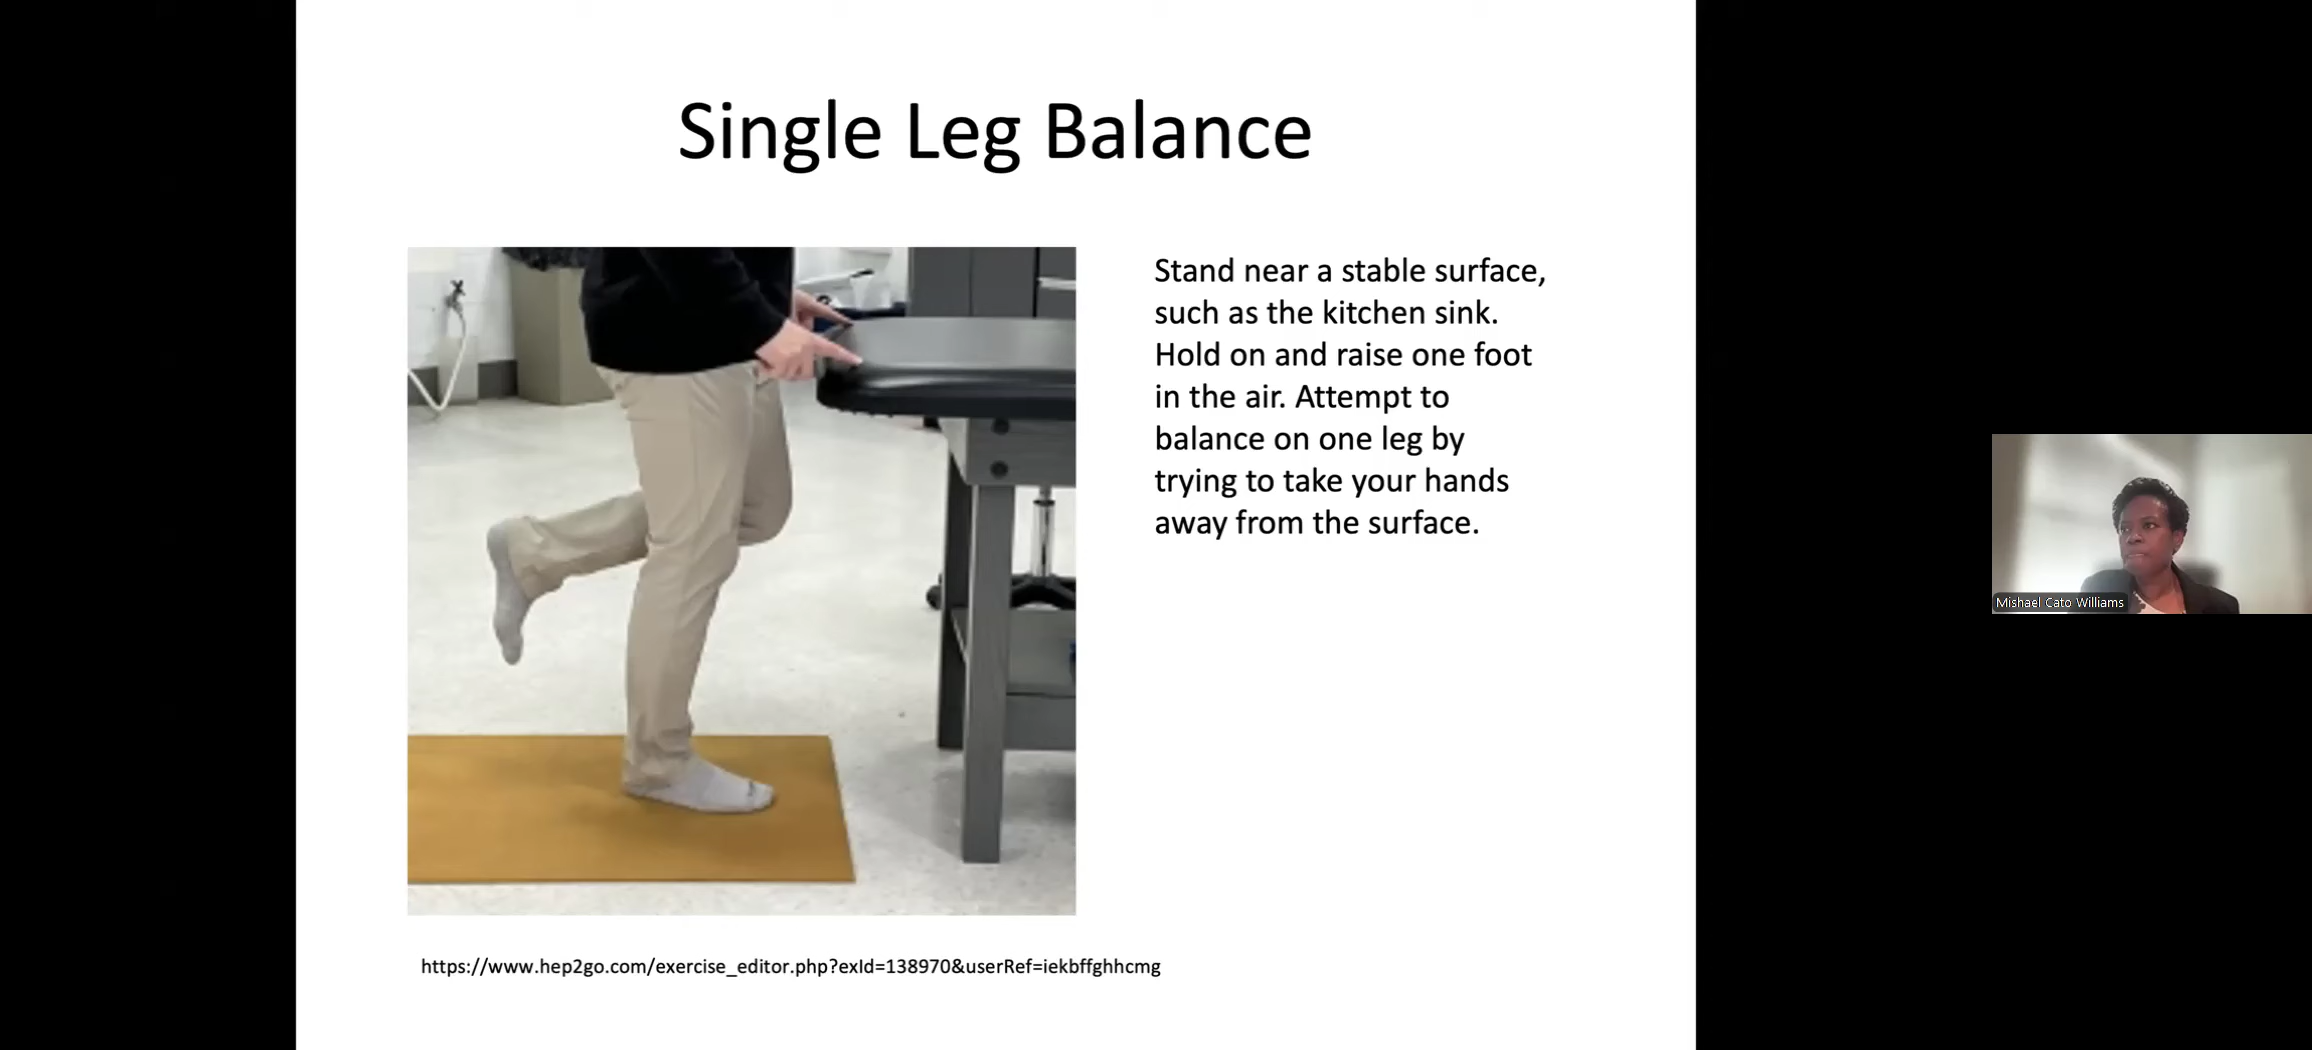 Single Leg Balance
Stand near a stable surface,
such as the kitchen sink.
Hold on and raise one foot
in the air. Attempt to
balance on one leg by
trying to take your hands
away from the surface.
https://www.hep2go.com/exercise_editor.php?exId=138970&userRef=iekbffghhcmg
Mishael Cato Williams